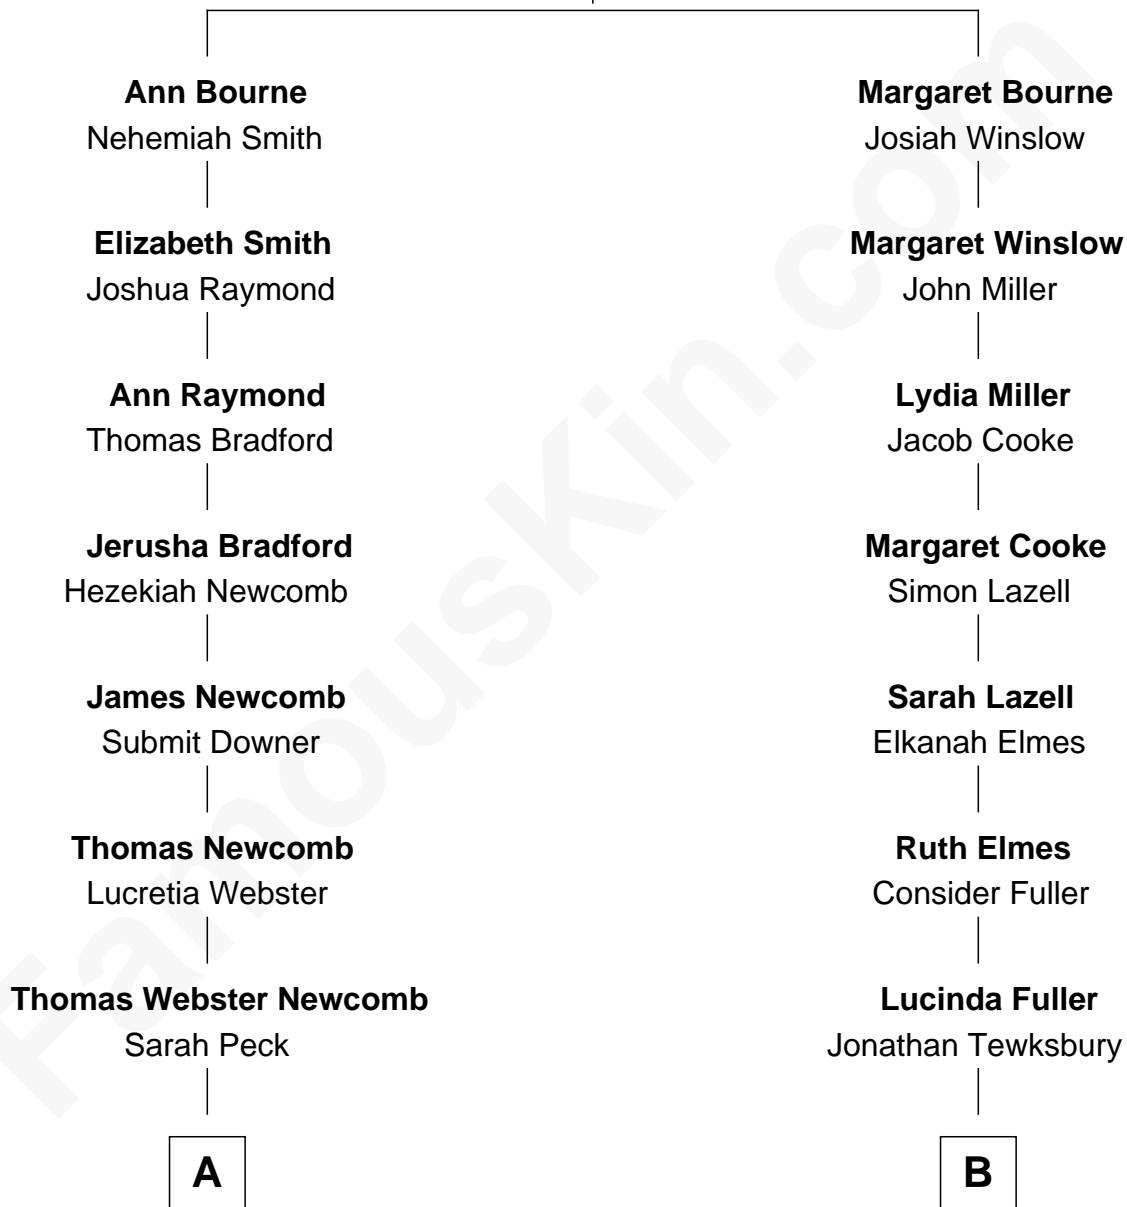 Ann Bourne
Nehemiah Smith
Elizabeth Smith
Joshua Raymond
Ann Raymond
Thomas Bradford
Jerusha Bradford
Hezekiah Newcomb
James Newcomb
Submit Downer
Thomas Newcomb
Lucretia Webster
Thomas Webster Newcomb
Sarah Peck
A
Margaret Bourne
Josiah Winslow
Margaret Winslow
John Miller
Lydia Miller
Jacob Cooke
Margaret Cooke
Simon Lazell
Sarah Lazell
Elkanah Elmes
Ruth Elmes
Consider Fuller
Lucinda Fuller
Jonathan Tewksbury
B
FamousKin.com